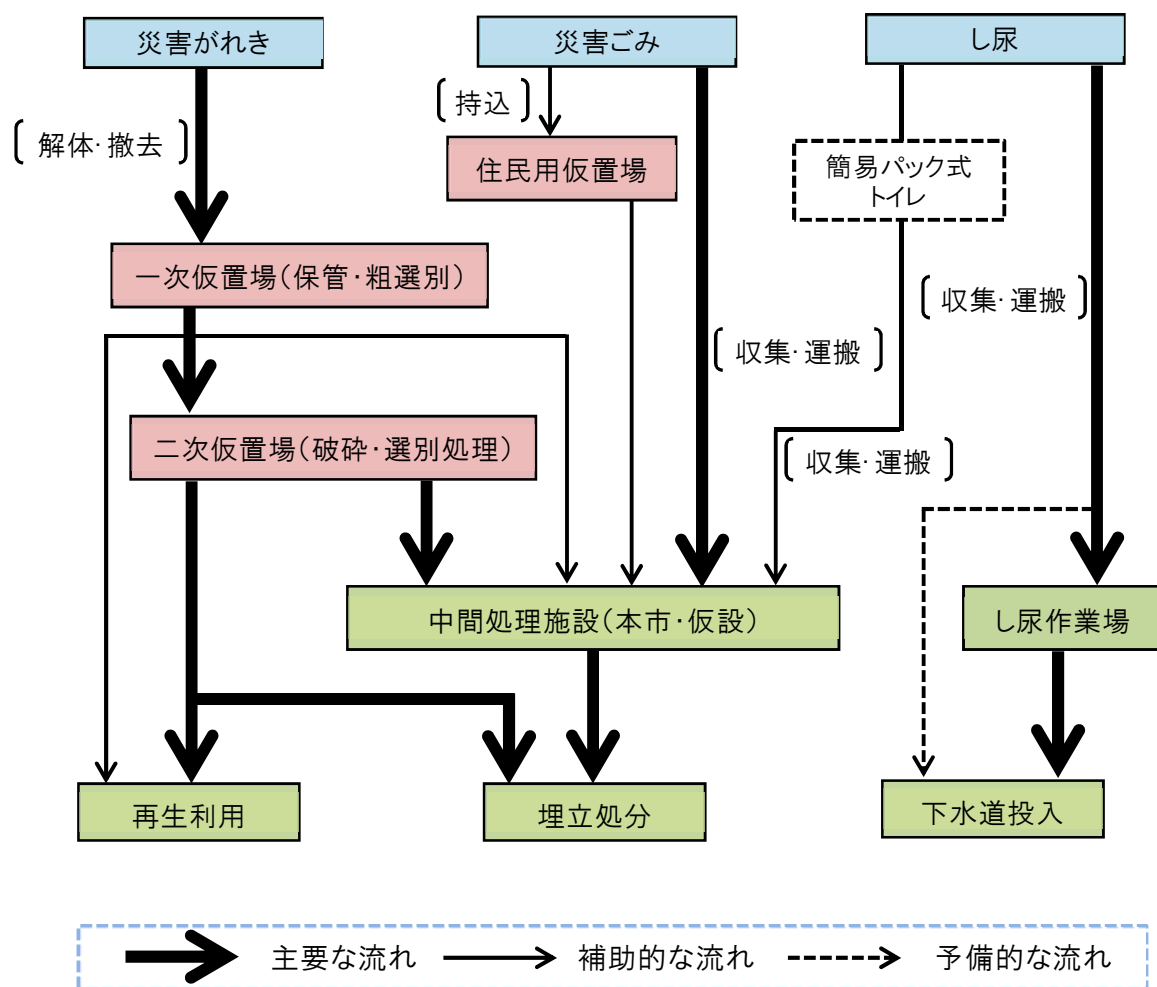 災害がれき
災害ごみ
し尿
持込
解体・撤去
住民用仮置場
簡易パック式
トイレ
一次仮置場(保管・粗選別)
収集・運搬
収集・運搬
二次仮置場(破砕・選別処理)
収集・運搬
中間処理施設(本市・仮設)
し尿作業場
再生利用
埋立処分
下水道投入
主要な流れ
補助的な流れ
予備的な流れ